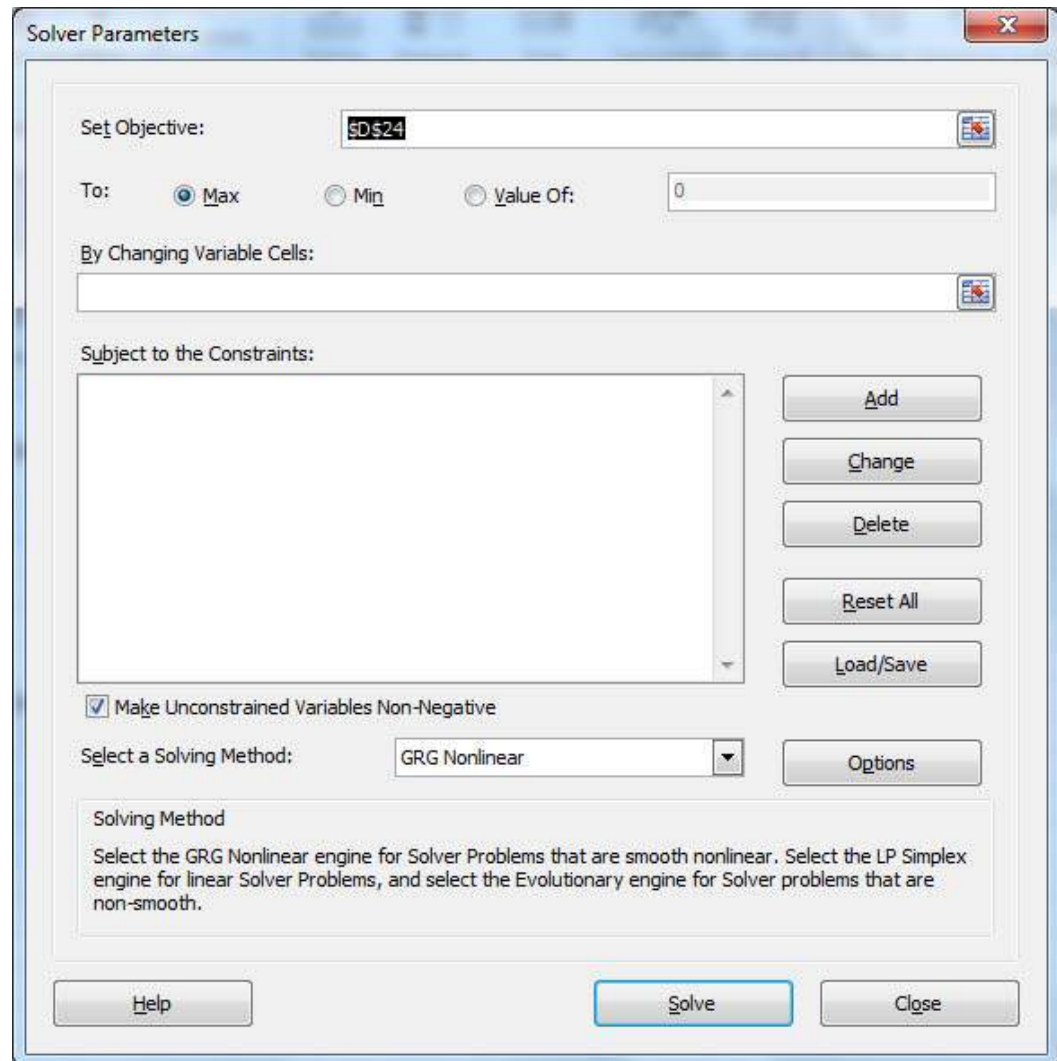 Solver Parameters
Set Objective:
$D$24
To:
Max
Min
Value Of:
0
By Changing Variable Cells:
Subject to the Constraints:
Add
Change
Delete
Reset All
Load/Save
Make Unconstrained Variables Non-Negative
Select a Solving Method:
GRG Nonlinear
Options
Solving Method
Select the GRG Nonlinear engine for Solver Problems that are smooth nonlinear. Select the LP Simplex
engine for linear Solver Problems, and select the Evolutionary engine for Solver problems that are
non-smooth.
Help
Solve
Close